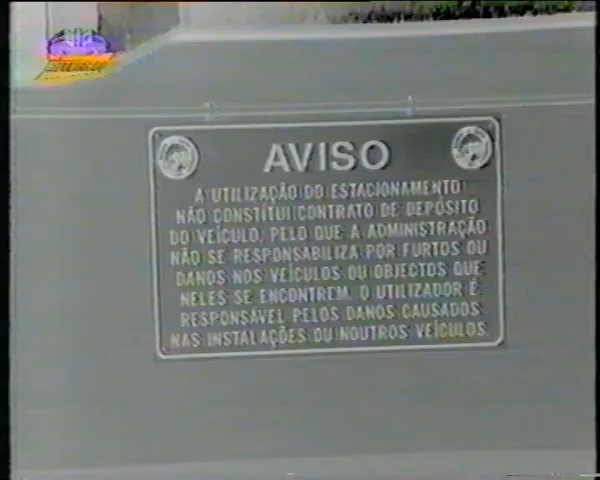 AVISO
A UTILIZAÇÃO DO ESTACIONAMENTO
NÃO CONSTITUI CONTRATO DE DEPÓSITO
DO VEÍCULO, PELO QUE A ADMINISTRAÇÃO
NÃO SE RESPONSABILIZA POR FURTOS OU
DANOS NOS VEÍCULOS OU OBJECTOS QUE
NELES SE ENCONTREM. O UTILIZADOR É
RESPONSÁVEL PELOS DANOS CAUSADOS
NAS INSTALAÇÕES OU NOUTROS VEÍCULOS